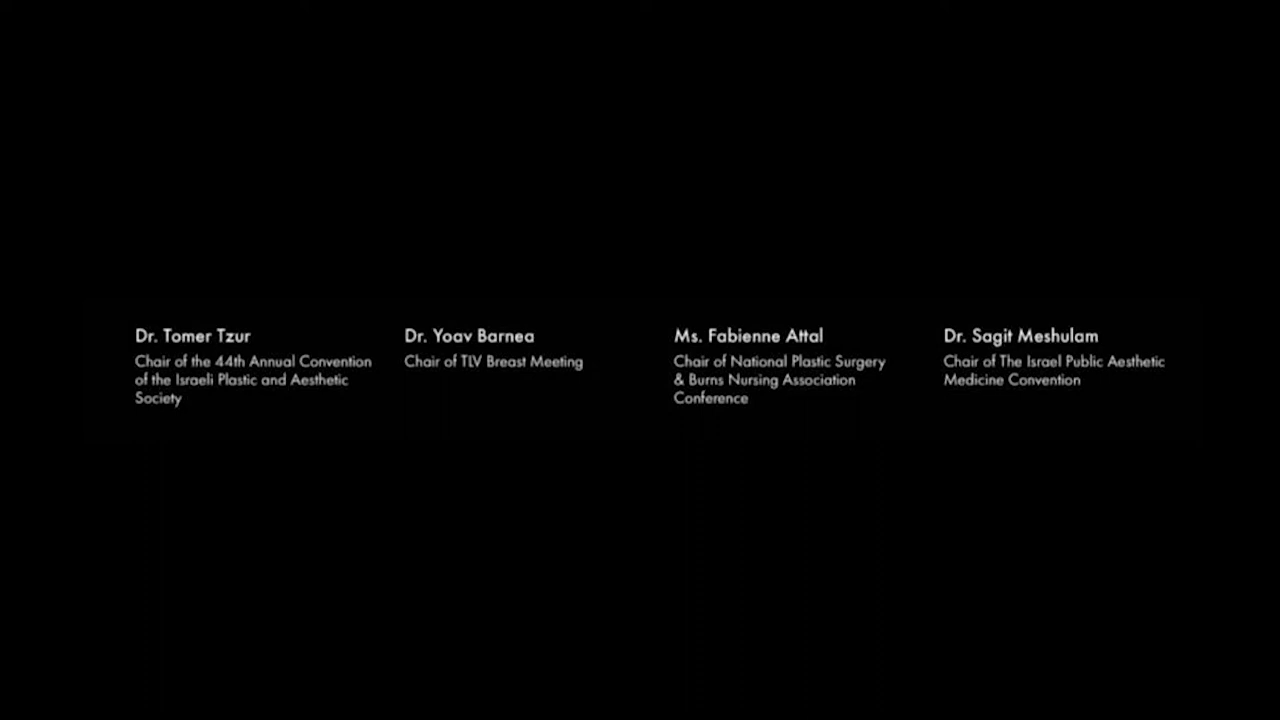 Dr. Tomer Tzur
Chair of the 44th Annual Convention
of the Israeli Plastic and Aesthetic
Society
Dr. Yoav Barnea
Chair of TLV Breast Meeting
Ms. Fabienne Attal
Chair of National Plastic Surgery
& Burns Nursing Association
Conference
Dr. Sagit Meshulam
Chair of The Israel Public Aesthetic
Medicine Convention